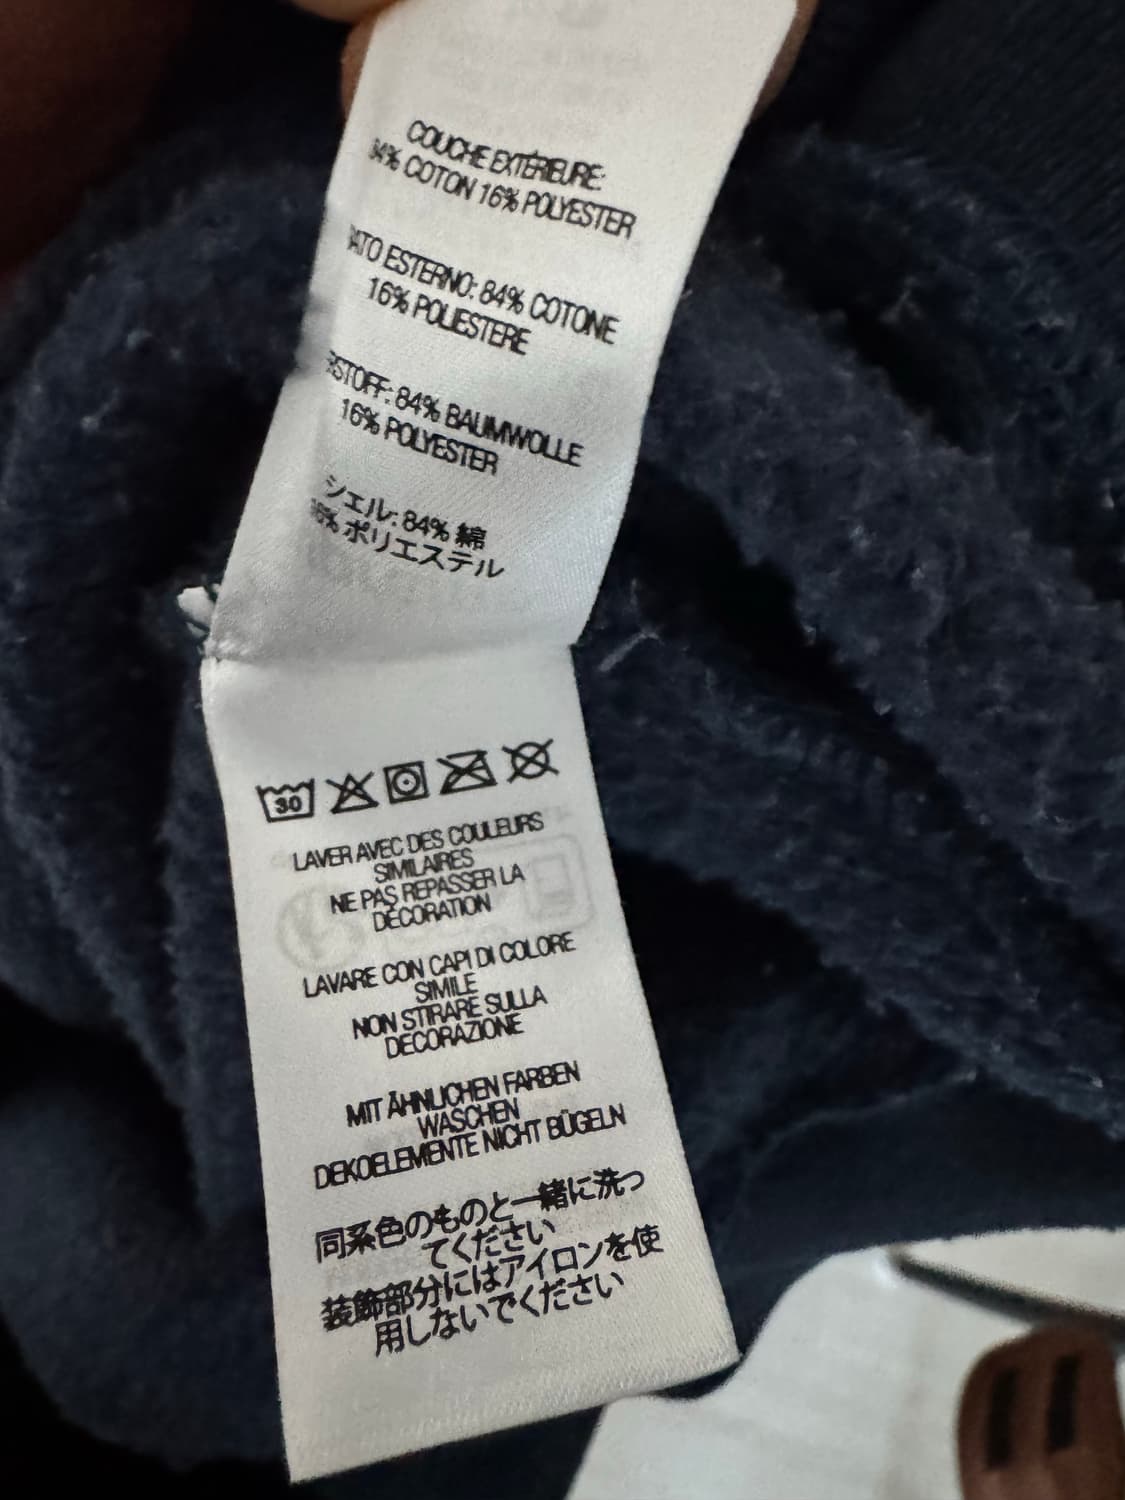 COUCHE EXTÉRIEURE:
84% COTON 16% POLYESTER
ESTERNO: 84% COTONE
16% POLIESTERE
84% BAUMWOLLE
16% POLYESTER
シェル: 84% 綿
16% ポリエステル
30
LAVER AVEC DES COULEURS
SIMILAIRES
NE PAS REPASSER LA
DÉCORATION
LAVARE CON CAPI DI COLORE
SIMILE
NON STIRARE SULLA
DECORAZIONE
MIT ÄHNLICHEN FARBEN
WASCHEN
DEKOELEMENTE NICHT BÜGELN
同系色のものと一緒に洗っ
てください
装飾部分にはアイロンを使
用しないでください